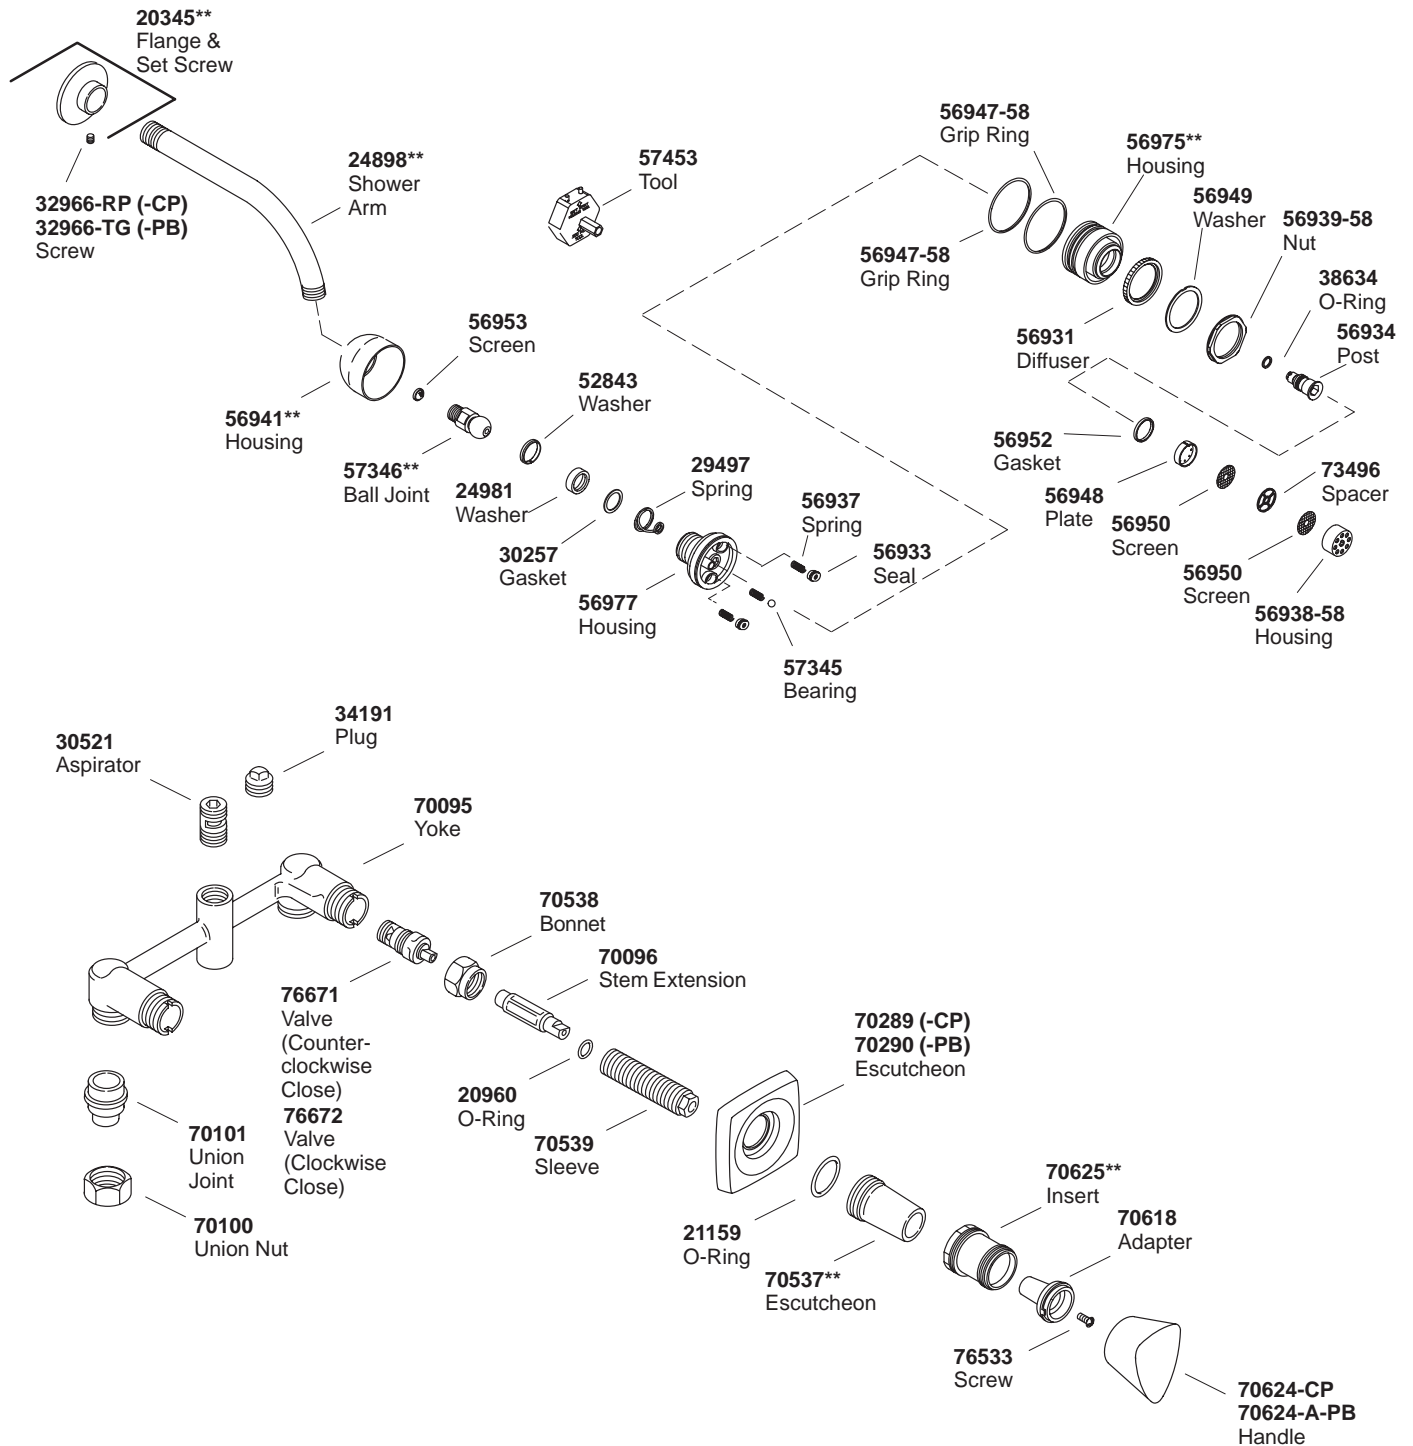 20345**
Flange &
Set Screw
32966-RP (-CP)
32966-TG (-PB)
Screw
24898**
Shower
Arm
57453
Tool
56947-58
Grip Ring
56947-58
Grip Ring
56975**
Housing
56949
Washer
56939-58
Nut
38634
O-Ring
56934
Post
56931
Diffuser
56941**
Housing
56953
Screen
57346**
Ball Joint
52843
Washer
24981
Washer
30257
Gasket
29497
Spring
56977
Housing
56937
Spring
56933
Seal
57345
Bearing
56952
Gasket
56948
Plate
56950
Screen
73496
Spacer
56950
Screen
56938-58
Housing
30521
Aspirator
34191
Plug
70095
Yoke
70538
Bonnet
70096
Stem Extension
76671
Valve
(Counter-
clockwise
Close)
76672
Valve
(Clockwise
Close)
70101
Union
Joint
70100
Union Nut
20960
O-Ring
70539
Sleeve
70289 (-CP)
70290 (-PB)
Escutcheon
21159
O-Ring
70537**
Escutcheon
70625**
Insert
70618
Adapter
76533
Screw
70624-CP
70624-A-PB
Handle